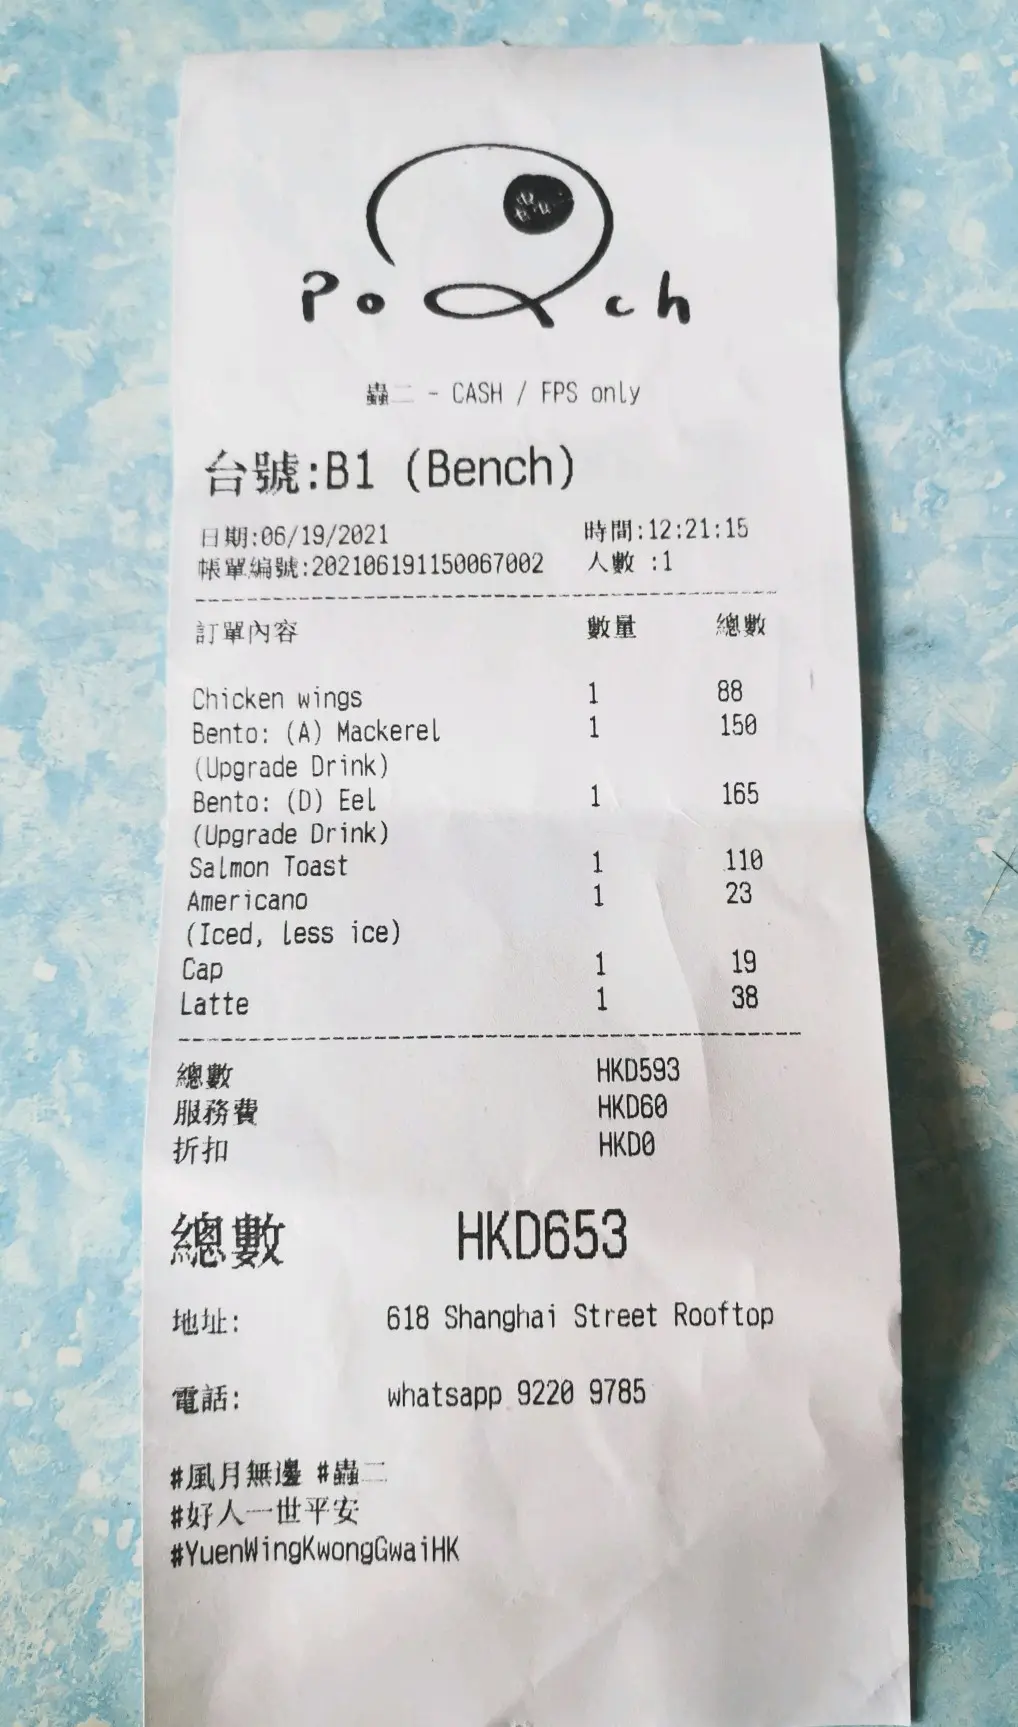 PoQch
蟲二 - CASH / FPS only
台號:B1 (Bench)
日期:06/19/2021 時間:12:21:15
帳單編號:202106191150067002 人數 :1
訂單內容 數量 總數
Chicken wings 1 88
Bento: (A) Mackerel 1 150
(Upgrade Drink)
Bento: (D) Eel 1 165
(Upgrade Drink)
Salmon Toast 1 110
Americano 1 23
(Iced, less ice)
Cap 1 19
Latte 1 38
總數 HKD593
服務費 HKD60
折扣 HKD0
總數 HKD653
地址: 618 Shanghai Street Rooftop
電話: whatsapp 9220 9785
#風月無邊 #蟲二
#好人一世平安
#YuenWingKwongGwaiHK